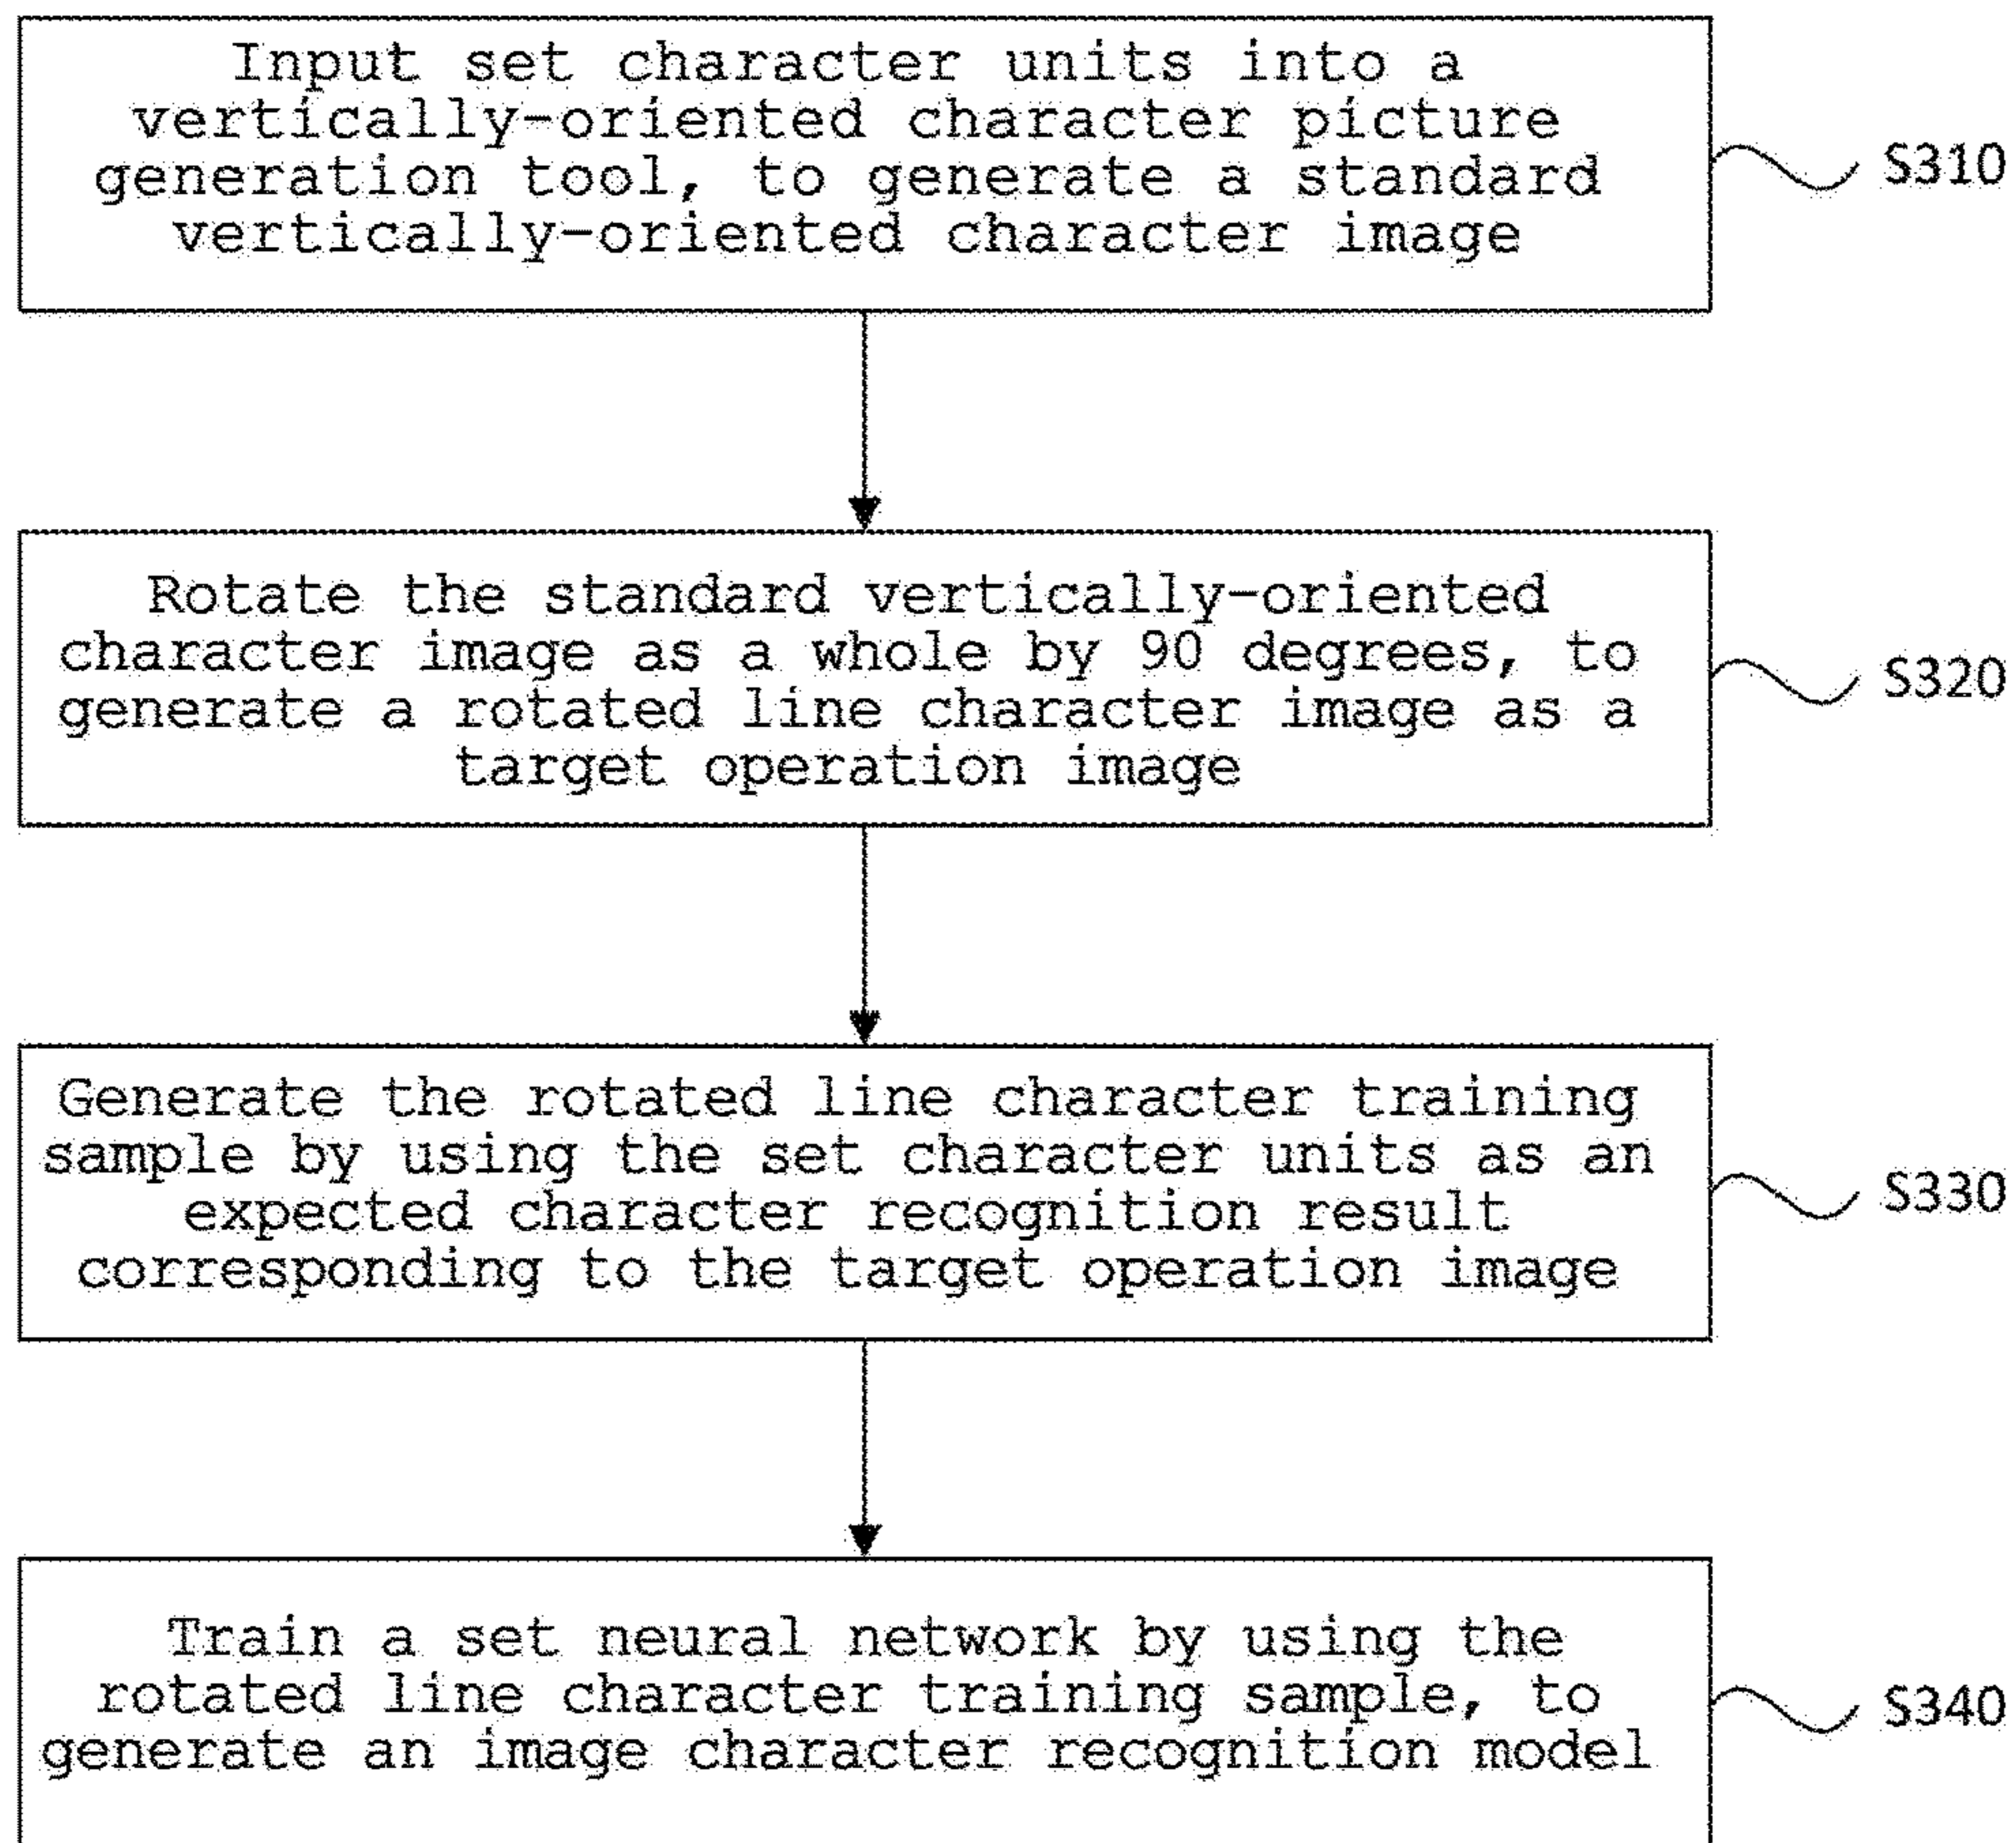 Input set character units into a
vertically-oriented character picture
generation tool, to generate a standard
vertically-oriented character image
S310
Rotate the standard vertically-oriented
character image as a whole by 90 degrees, to
generate a rotated line character image as a
target operation image
S320
Generate the rotated line character training
sample by using the set character units as an
expected character recognition result
corresponding to the target operation image
S330
Train a set neural network by using the
rotated line character training sample, to
generate an image character recognition model
S340